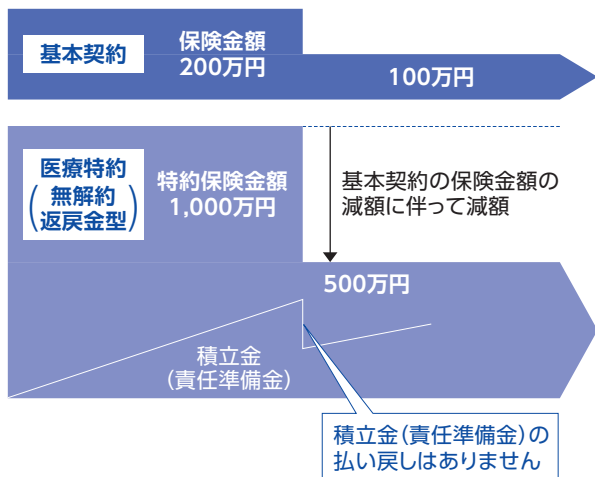 基本契約
保険金額
200万円
100万円
医療特約
(無解約
返戻金型)
特約保険金額
1,000万円
基本契約の保険金額の
減額に伴って減額
500万円
積立金
(責任準備金)
積立金(責任準備金)の
払い戻しはありません